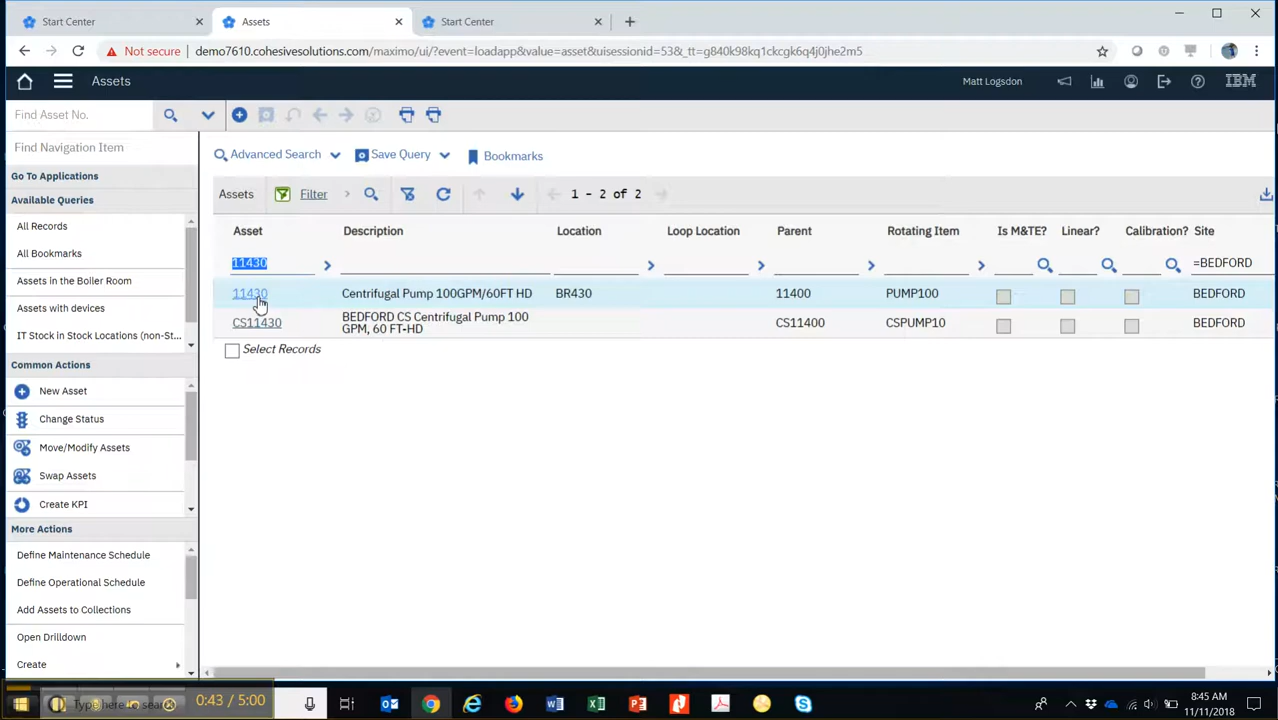 Start Center
Assets
Start Center
Not secure
demo7610.cohesivesolutions.com/maximo/ui/?event=loadapp&value=asset&uisessionid=53&_tt=g840k98kq1ckcgk6q4j0jhe2m5
Assets
Matt Logsdon
IBM
Find Asset No.
Find Navigation Item
Go To Applications
Available Queries
All Records
All Bookmarks
Assets in the Boiler Room
Assets with devices
IT Stock in Stock Locations (non-St...
Common Actions
New Asset
Change Status
Move/Modify Assets
Swap Assets
Create KPI
More Actions
Define Maintenance Schedule
Define Operational Schedule
Add Assets to Collections
Open Drilldown
Create
Advanced Search
Save Query
Bookmarks
Assets
Filter
1 - 2 of 2
Asset Description Location Loop Location Parent Rotating Item Is M&TE? Linear? Calibration? Site
11430 =BEDFORD
11430 Centrifugal Pump 100GPM/60FT HD BR430 11400 PUMP100 BEDFORD
CS11430 BEDFORD CS Centrifugal Pump 100 GPM, 60 FT-HD CS11400 CSPUMP10 BEDFORD
Select Records
0:43 / 5:00
8:45 AM
11/11/2018